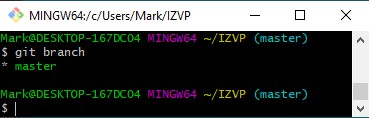 MINGW64:/c/Users/Mark/IZVP
Mark@DESKTOP-167DC04 MINGW64 ~/IZVP (master)
$ git branch
* master
Mark@DESKTOP-167DC04 MINGW64 ~/IZVP (master)
$